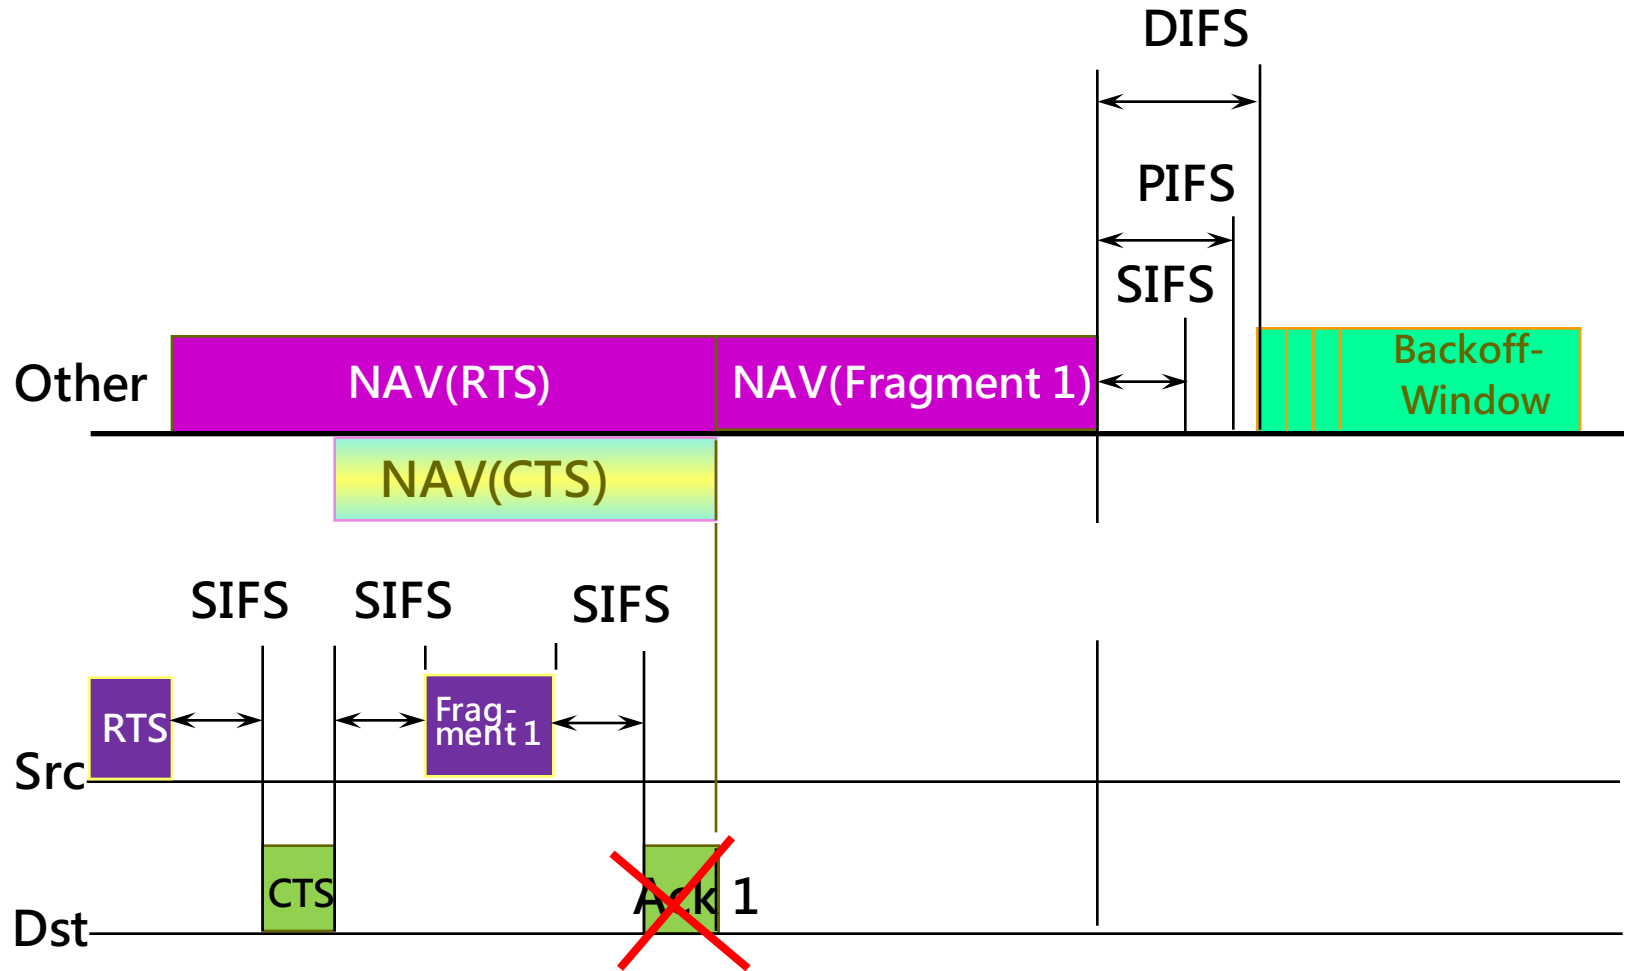 DIFS
PIFS
SIFS
Other
NAV(RTS)
NAV(Fragment 1)
Backoff-
Window
NAV(CTS)
SIFS
SIFS
SIFS
RTS
Frag-
ment 1
Src
CTS
Ack 1
Dst